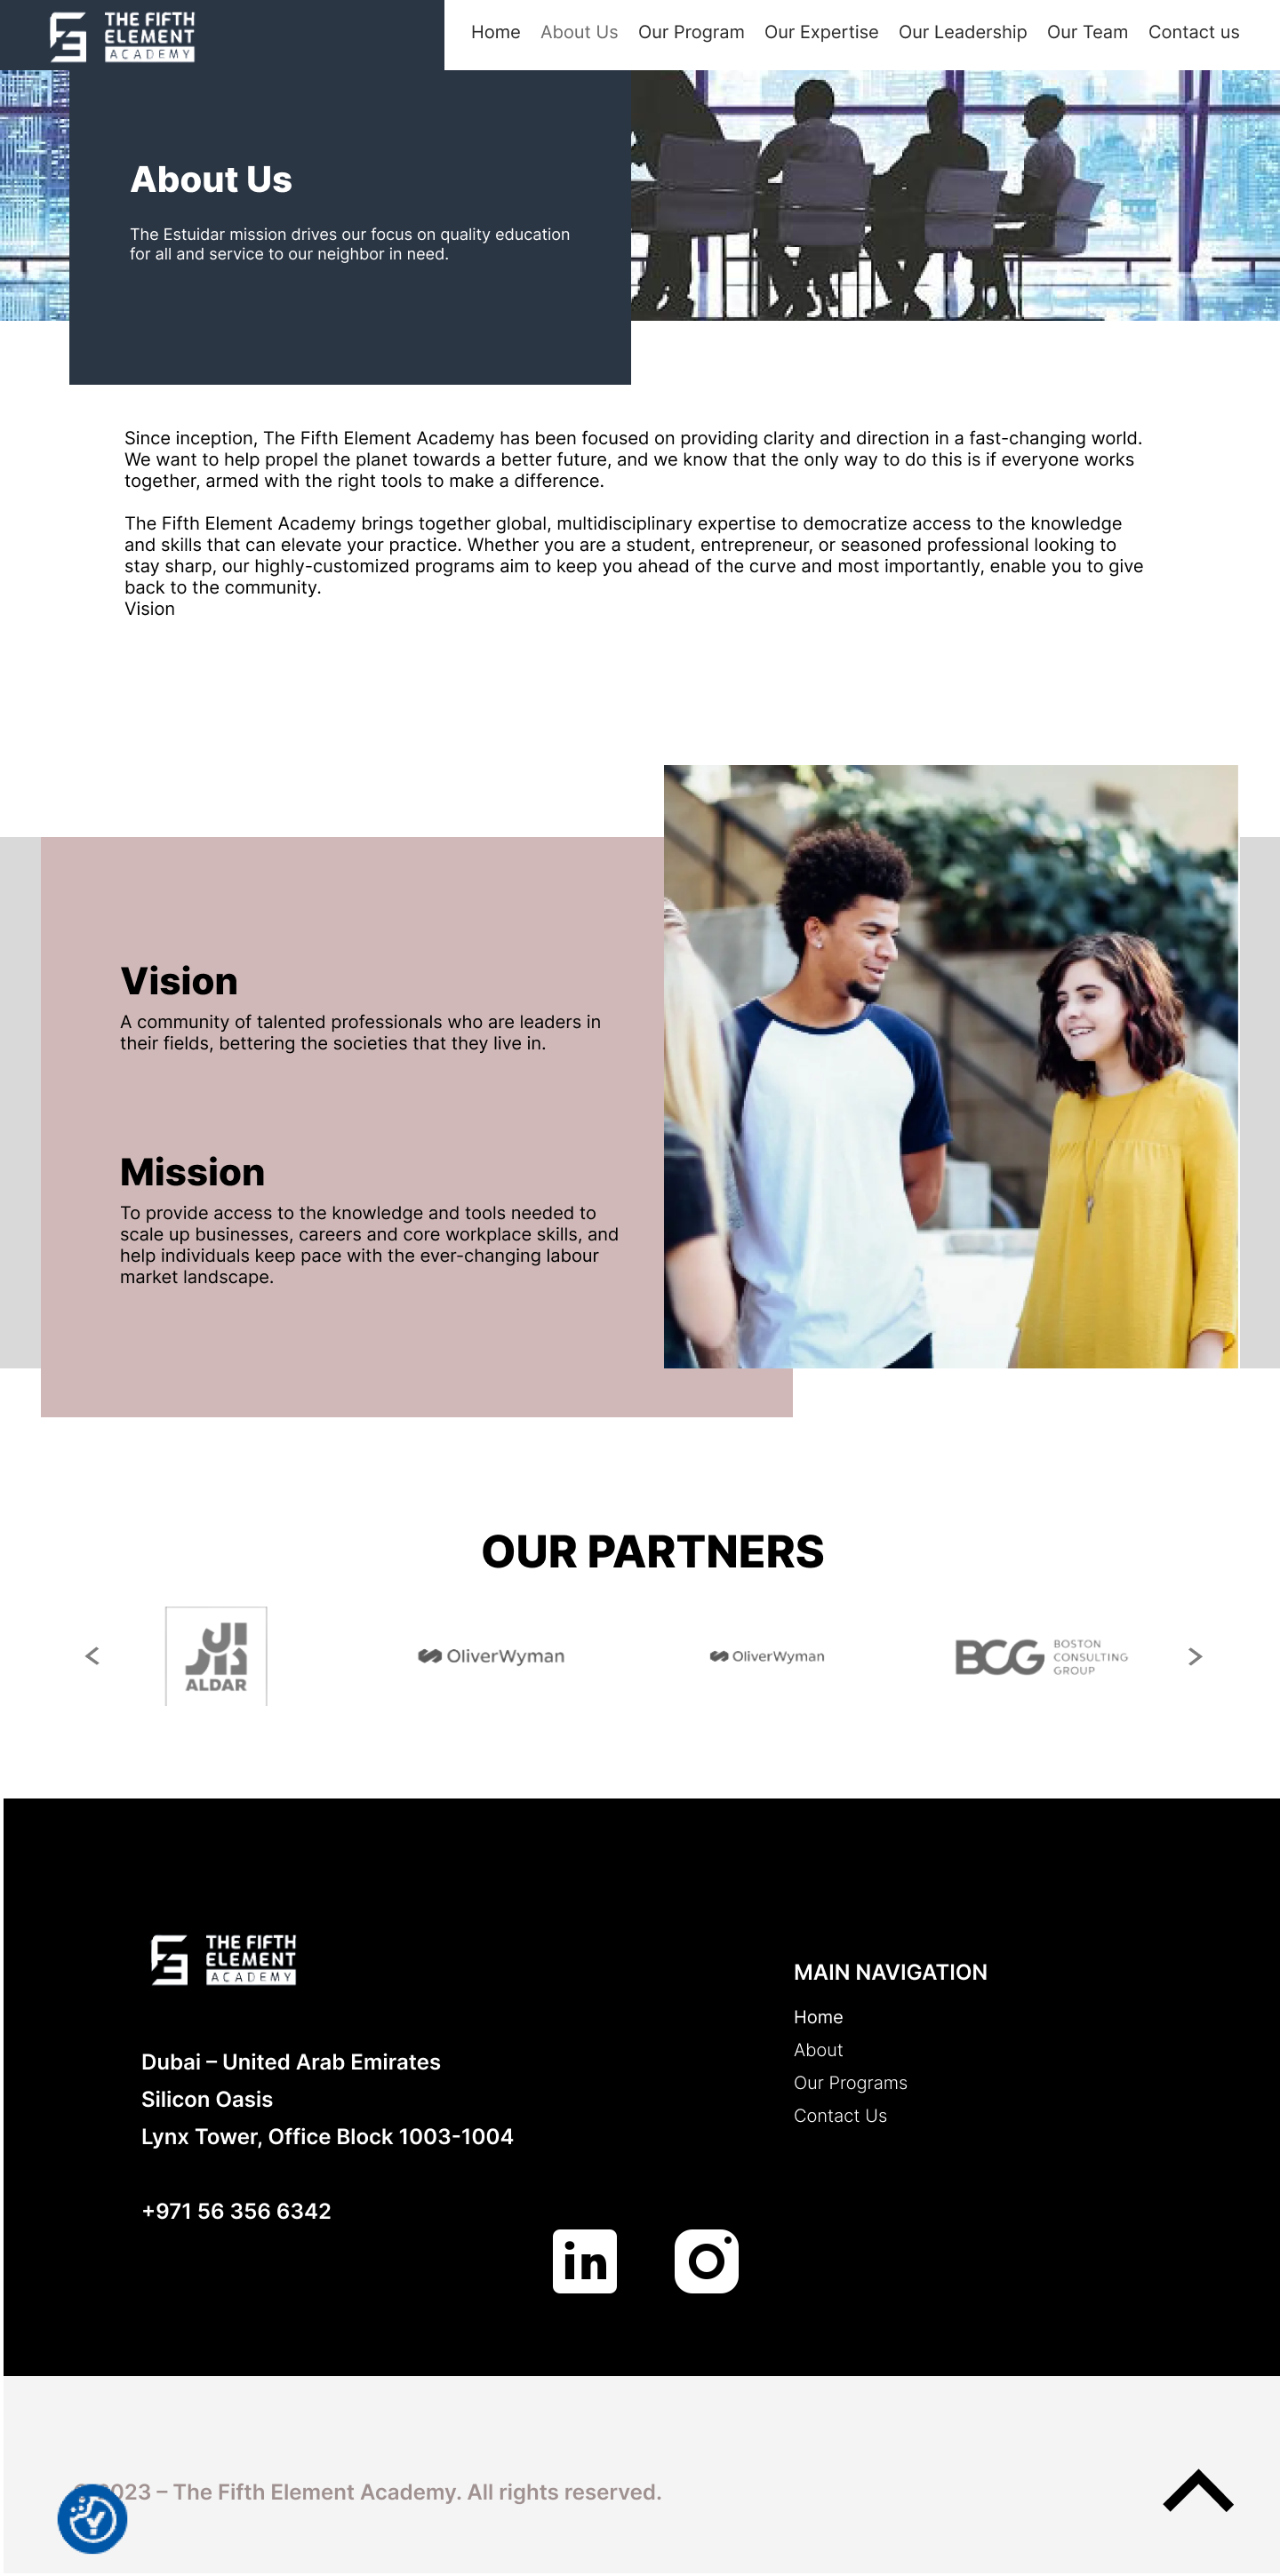 THE FIFTH
ELEMENT
ACADEMY
Home About Us Our Program Our Expertise Our Leadership Our Team Contact us
About Us
The Estuidar mission drives our focus on quality education
for all and service to our neighbor in need.
Since inception, The Fifth Element Academy has been focused on providing clarity and direction in a fast-changing world.
We want to help propel the planet towards a better future, and we know that the only way to do this is if everyone works
together, armed with the right tools to make a difference.
The Fifth Element Academy brings together global, multidisciplinary expertise to democratize access to the knowledge
and skills that can elevate your practice. Whether you are a student, entrepreneur, or seasoned professional looking to
stay sharp, our highly-customized programs aim to keep you ahead of the curve and most importantly, enable you to give
back to the community.
Vision
Vision
A community of talented professionals who are leaders in
their fields, bettering the societies that they live in.
Mission
To provide access to the knowledge and tools needed to
scale up businesses, careers and core workplace skills, and
help individuals keep pace with the ever-changing labour
market landscape.
OUR PARTNERS
الدار
ALDAR
OliverWyman
OliverWyman
BCG
BOSTON
CONSULTING
GROUP
THE FIFTH
ELEMENT
ACADEMY
Dubai – United Arab Emirates
Silicon Oasis
Lynx Tower, Office Block 1003-1004
+971 56 356 6342
MAIN NAVIGATION
Home
About
Our Programs
Contact Us
in
023 – The Fifth Element Academy. All rights reserved.